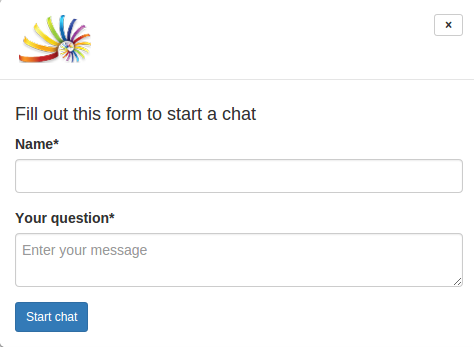 ×
Fill out this form to start a chat
Name*
Your question*
Enter your message
Start chat